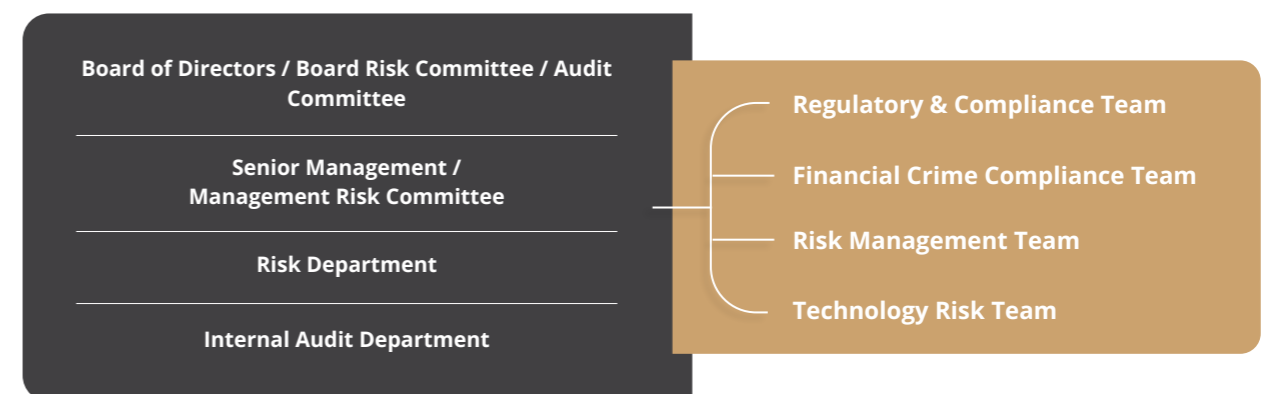 Board of Directors / Board Risk Committee / Audit
Committee
Senior Management /
Management Risk Committee
Risk Department
Internal Audit Department
Regulatory & Compliance Team
Financial Crime Compliance Team
Risk Management Team
Technology Risk Team